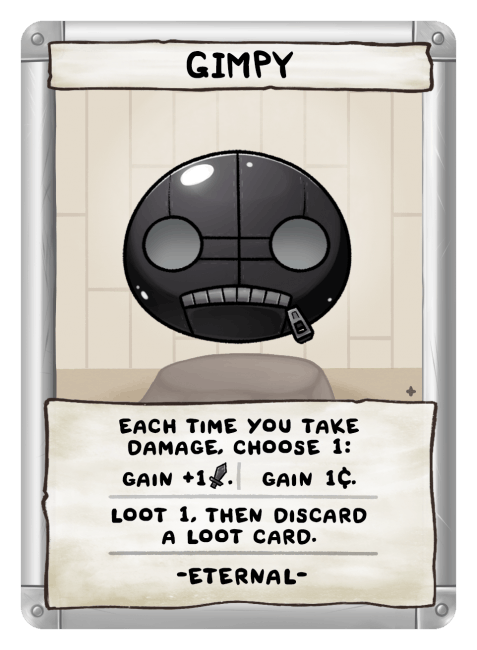 GIMPY
EACH TIME YOU TAKE
DAMAGE, CHOOSE 1:
GAIN +1. GAIN 1¢.
LOOT 1, THEN DISCARD
A LOOT CARD.
-ETERNAL-